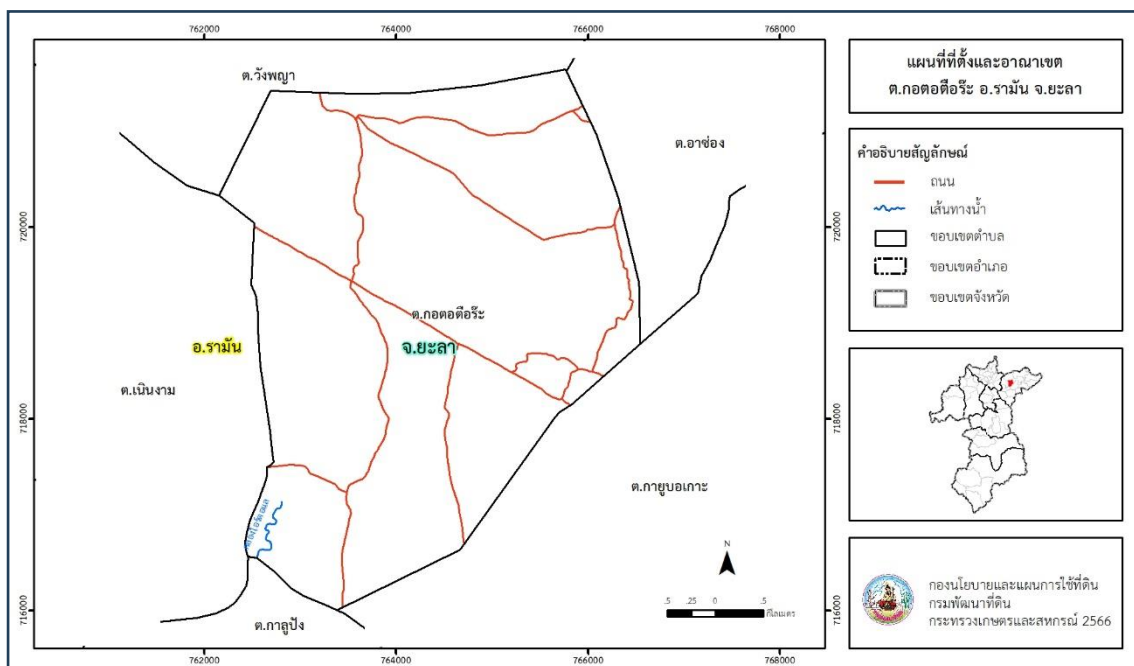 762000 764000 766000 768000
ต.วังพญา
ต.อาซ่อง
720000 720000
ต.กอตอตือร๊ะ
อ.รามัน
จ.ยะลา
ต.เนินงาม
718000 718000
ต.กายูบอเกาะ
N
716000 716000
.5 .25 0 .5
กิโลเมตร
ต.กาลูปัง
762000 764000 766000 768000
แผนที่ที่ตั้งและอาณาเขต
ต.กอตอตือร๊ะ อ.รามัน จ.ยะลา
คำอธิบายสัญลักษณ์
ถนน
เส้นทางน้ำ
ขอบเขตตำบล
ขอบเขตอำเภอ
ขอบเขตจังหวัด
กองนโยบายและแผนการใช้ที่ดิน
กรมพัฒนาที่ดิน
กระทรวงเกษตรและสหกรณ์ 2566